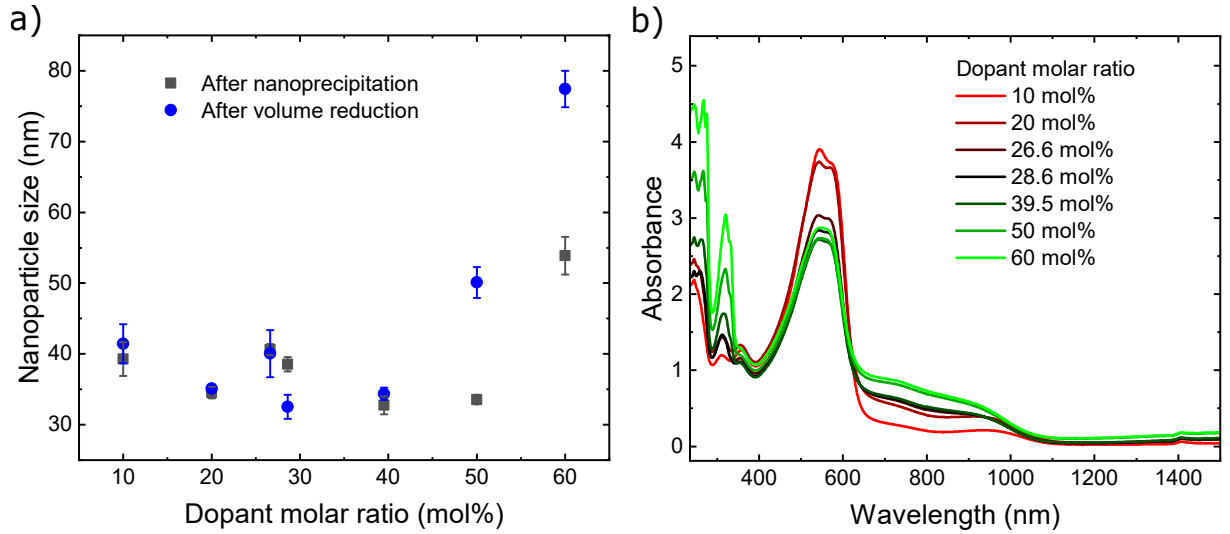 a)
80
70
60
50
40
30
Nanoparticle size (nm)
After nanoprecipitation
After volume reduction
10 20 30 40 50 60
Dopant molar ratio (mol%)
b)
5
4
3
2
1
0
Absorbance
Dopant molar ratio
10 mol%
20 mol%
26.6 mol%
28.6 mol%
39.5 mol%
50 mol%
60 mol%
400 600 800 1000 1200 1400
Wavelength (nm)